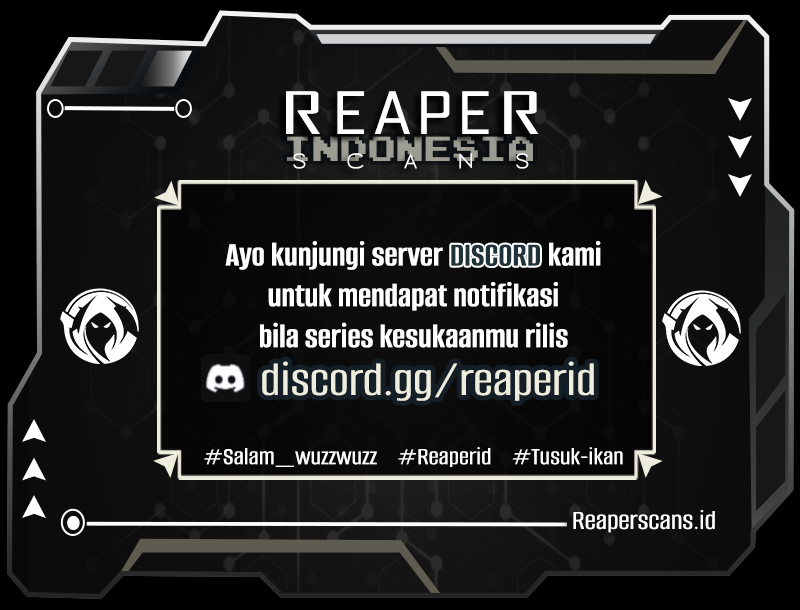 REAPER
INDONESIA
SCANS
Ayo kunjungi server DISCORD kami
untuk mendapat notifikasi
bila series kesukaanmu rilis
discord.gg/reaperid
#Salam__wuzzwuzz #Reaperid #Tusuk-ikan
Reaperscans.id